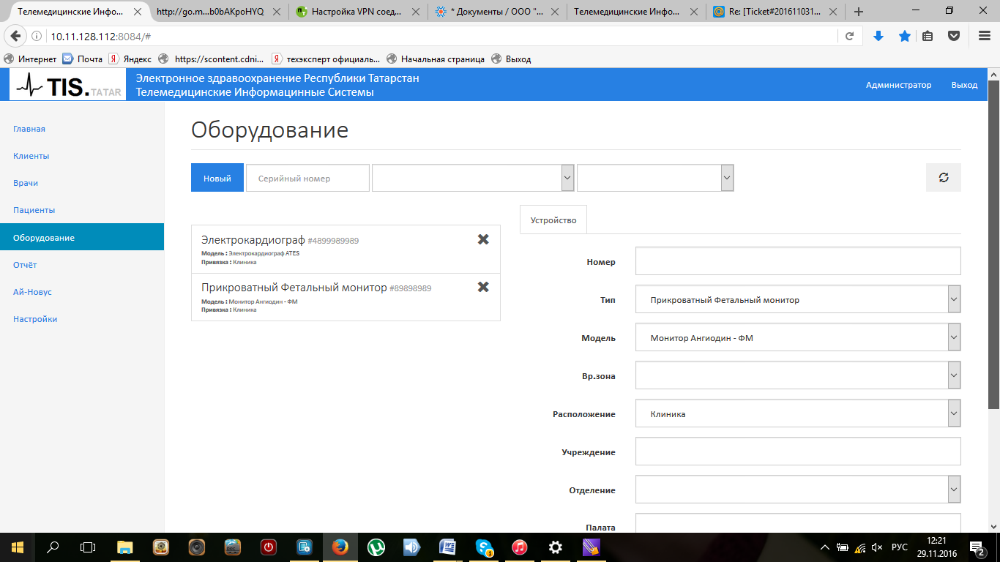 Телемедицинские Инфо...
http://go.m...b0bAKpoHYQ
Настройка VPN соед...
* Документы / ООО "...
Телемедицинские Инфо...
Re: [Ticket#201611031...
10.11.128.112:8084/#
Интернет
Почта
Яндекс
https://scontent.cdni...
техэксперт официаль...
Начальная страница
Выход
TIS.TATAR
Электронное здравоохранение Республики Татарстан
Телемедицинские Информацинные Системы
Администратор
Выход
Главная
Клиенты
Врачи
Пациенты
Оборудование
Отчёт
Ай-Новус
Настройки
Оборудование
Новый
Серийный номер
Электрокардиограф #4899989989
Модель : Электрокардиограф ATES
Привязка : Клиника
Прикроватный Фетальный монитор #89898989
Модель : Монитор Ангиодин - ФМ
Привязка : Клиника
Устройство
Номер
Тип
Прикроватный Фетальный монитор
Модель
Монитор Ангиодин - ФМ
Вр.зона
Расположение
Клиника
Учреждение
Отделение
Палата
РУС
12:21
29.11.2016
2